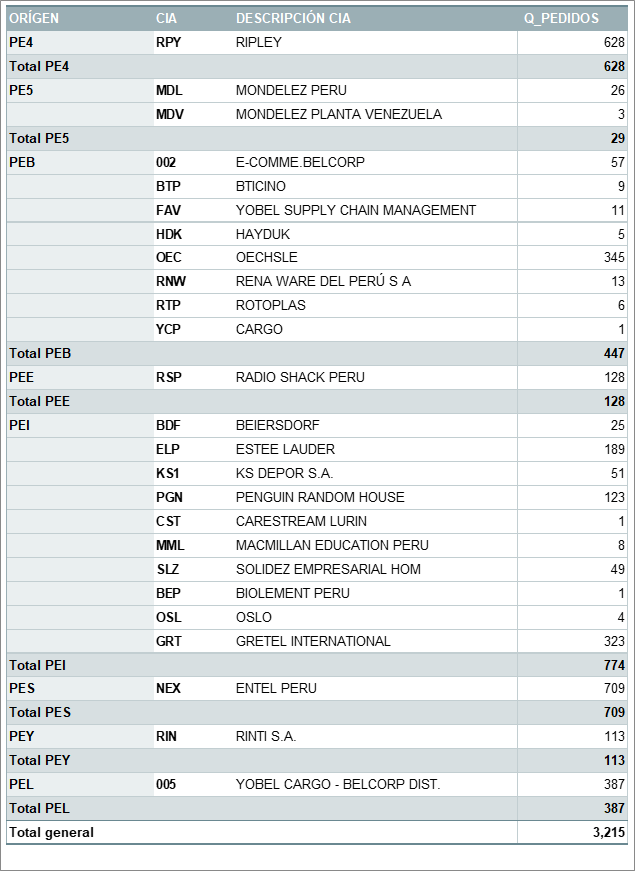 ORÍGEN CIA DESCRIPCIÓN CIA Q_PEDIDOS
PE4 RPY RIPLEY 628
Total PE4 628
PE5 MDL MONDELEZ PERU 26
MDV MONDELEZ PLANTA VENEZUELA 3
Total PE5 29
PEB 002 E-COMME.BELCORP 57
BTP BTICINO 9
FAV YOBEL SUPPLY CHAIN MANAGEMENT 11
HDK HAYDUK 5
OEC OECHSLE 345
RNW RENA WARE DEL PERÚ S A 13
RTP ROTOPLAS 6
YCP CARGO 1
Total PEB 447
PEE RSP RADIO SHACK PERU 128
Total PEE 128
PEI BDF BEIERSDORF 25
ELP ESTEE LAUDER 189
KS1 KS DEPOR S.A. 51
PGN PENGUIN RANDOM HOUSE 123
CST CARESTREAM LURIN 1
MML MACMILLAN EDUCATION PERU 8
SLZ SOLIDEZ EMPRESARIAL HOM 49
BEP BIOLEMENT PERU 1
OSL OSLO 4
GRT GRETEL INTERNATIONAL 323
Total PEI 774
PES NEX ENTEL PERU 709
Total PES 709
PEY RIN RINTI S.A. 113
Total PEY 113
PEL 005 YOBEL CARGO - BELCORP DIST. 387
Total PEL 387
Total general 3,215